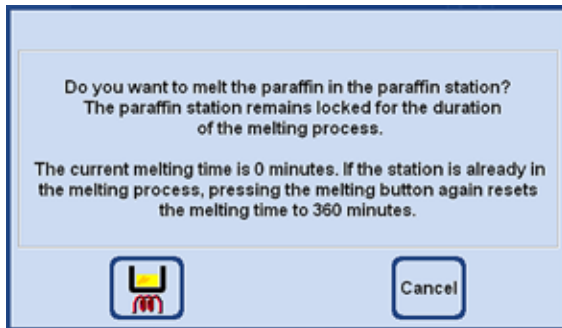 Do you want to melt the paraffin in the paraffin station?
The paraffin station remains locked for the duration
of the melting process.
The current melting time is 0 minutes. If the station is already in
the melting process, pressing the melting button again resets
the melting time to 360 minutes.
Cancel